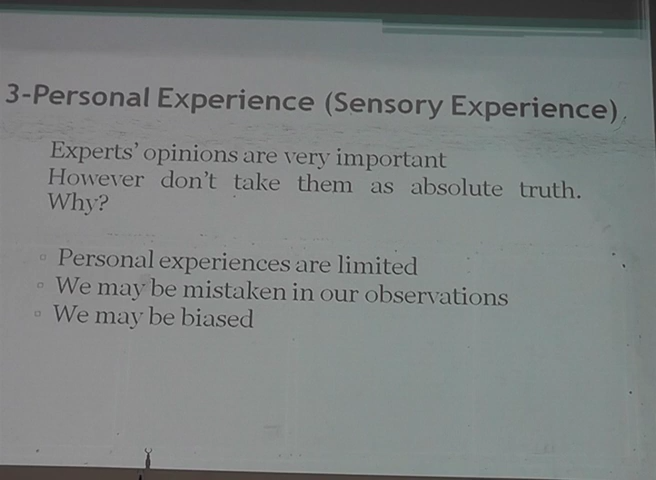 3-Personal Experience (Sensory Experience)
Experts' opinions are very important
However don't take them as absolute truth.
Why?
▫ Personal experiences are limited
▫ We may be mistaken in our observations
▫ We may be biased